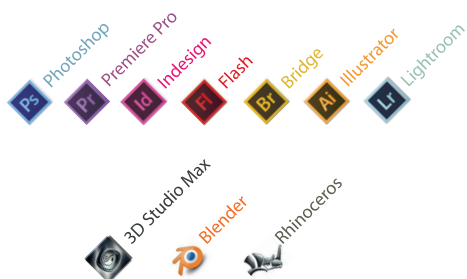 Ps Photoshop
Pr Premiere Pro
Id Indesign
Fl Flash
Br Bridge
Ai Illustrator
Lr Lightroom
3D Studio Max
Blender
Rhinoceros